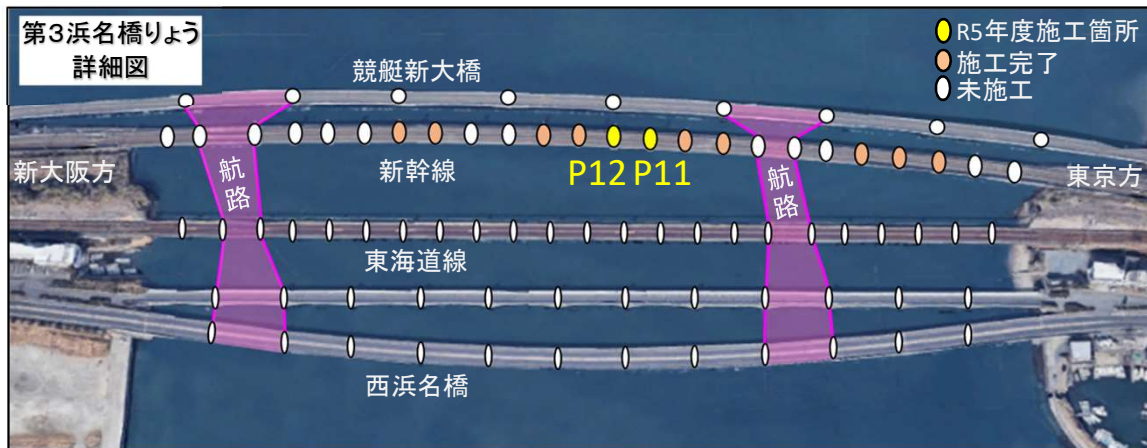 第3浜名橋りょう
詳細図
R5年度施工箇所
施工完了
未施工
競艇新大橋
新大阪方
航路
新幹線
P12 P11
航路
東京方
東海道線
西浜名橋